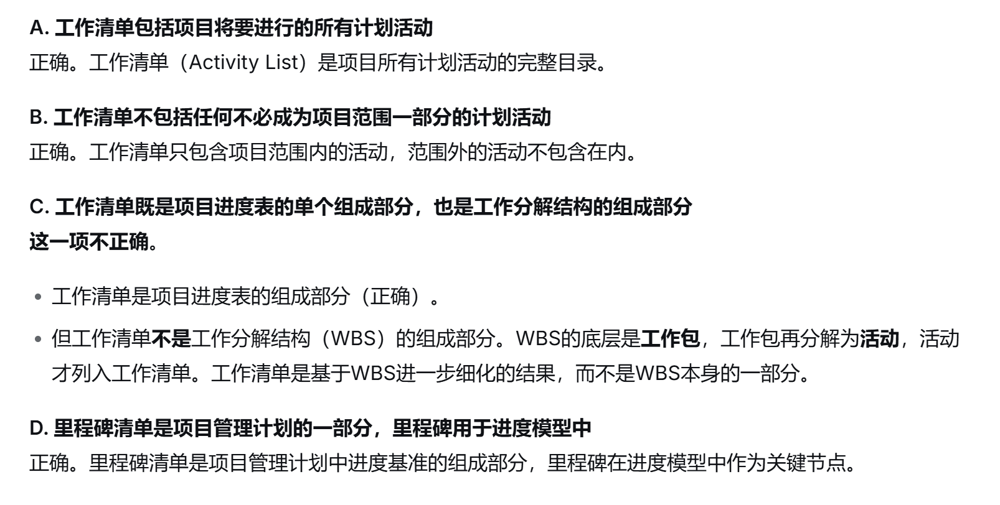 A. 工作清单包括项目将要进行的所有计划活动
正确。工作清单（Activity List）是项目所有计划活动的完整目录。
B. 工作清单不包括任何不必成为项目范围一部分的计划活动
正确。工作清单只包含项目范围内的活动，范围外的活动不包含在内。
C. 工作清单既是项目进度表的单个组成部分，也是工作分解结构的组成部分
这一项不正确。
• 工作清单是项目进度表的组成部分（正确）。
• 但工作清单不是工作分解结构（WBS）的组成部分。WBS的底层是工作包，工作包再分解为活动，活动
才列入工作清单。工作清单是基于WBS进一步细化的结果，而不是WBS本身的一部分。
D. 里程碑清单是项目管理计划的一部分，里程碑用于进度模型中
正确。里程碑清单是项目管理计划中进度基准的组成部分，里程碑在进度模型中作为关键节点。